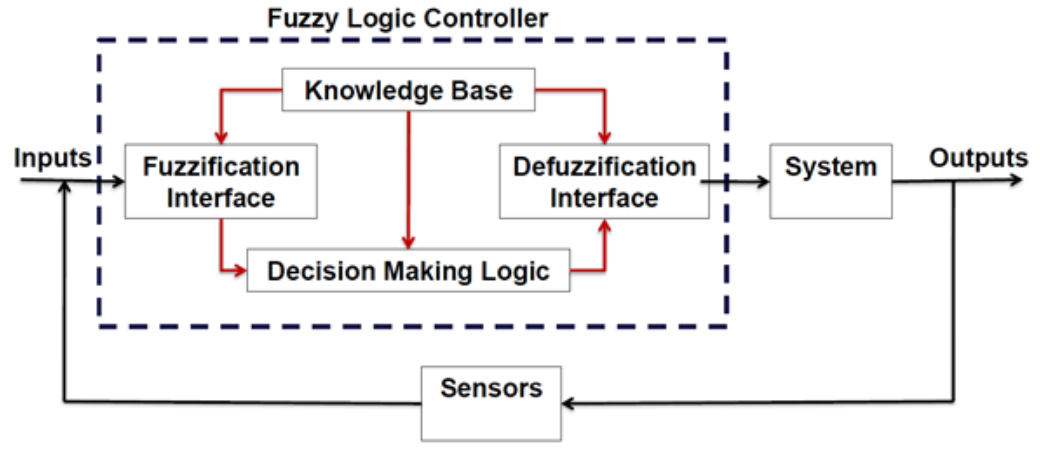 Fuzzy Logic Controller
Knowledge Base
Inputs
Fuzzification
Interface
Defuzzification
Interface
System
Outputs
Decision Making Logic
Sensors